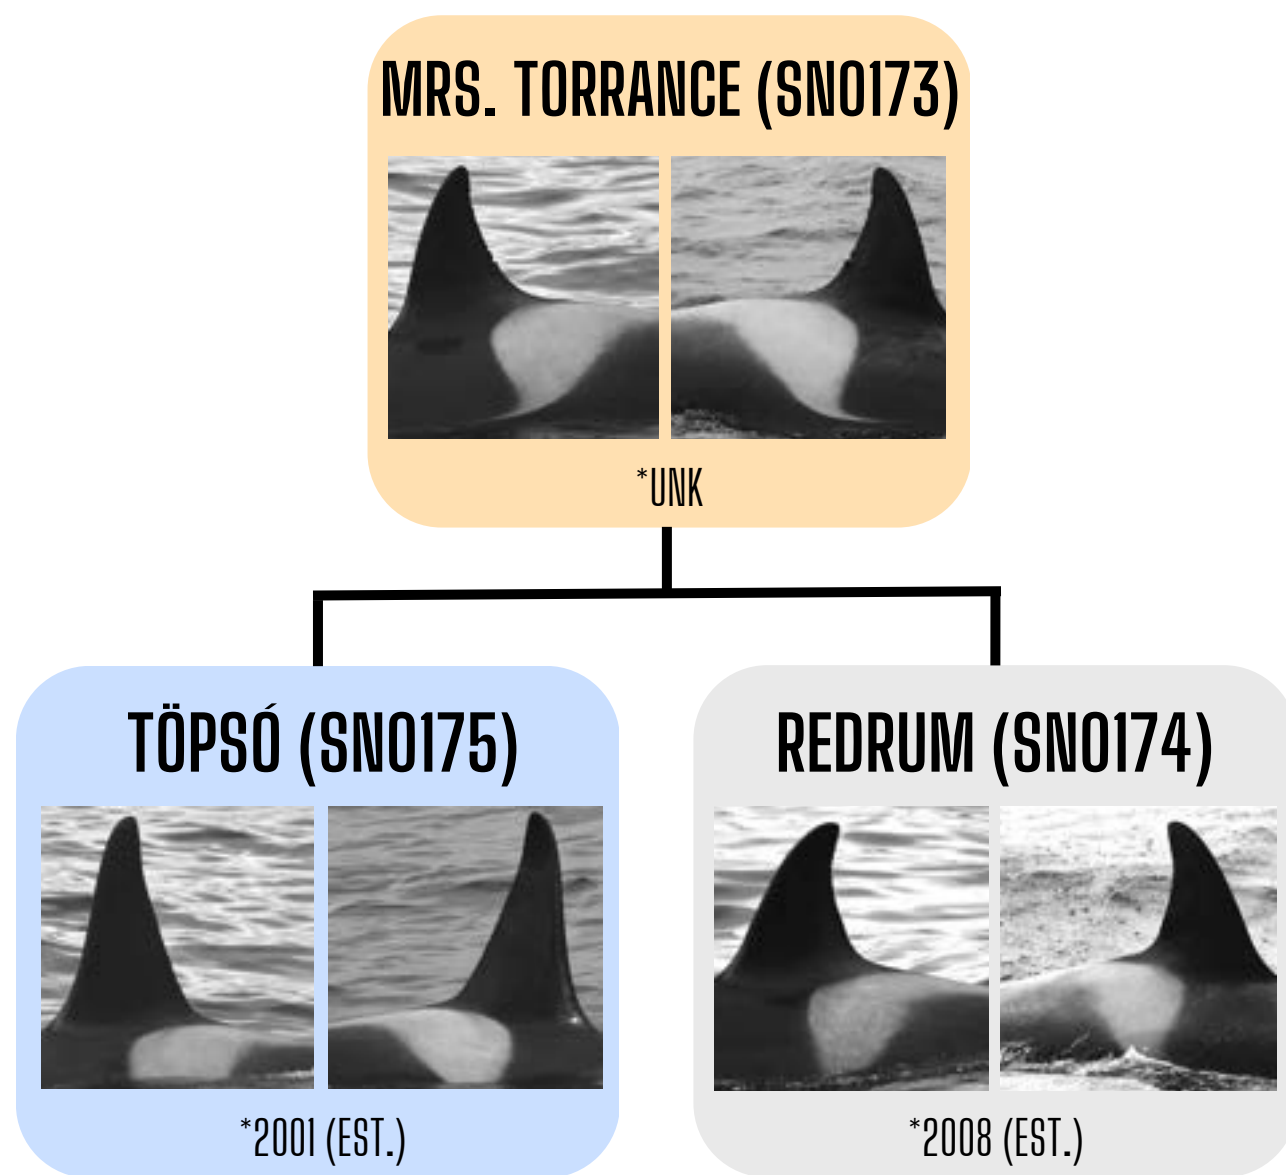 MRS. TORRANCE (SN0173)
*UNK
TÖPSÓ (SN0175)
REDRUM (SN0174)
*2001 (EST.)
*2008 (EST.)